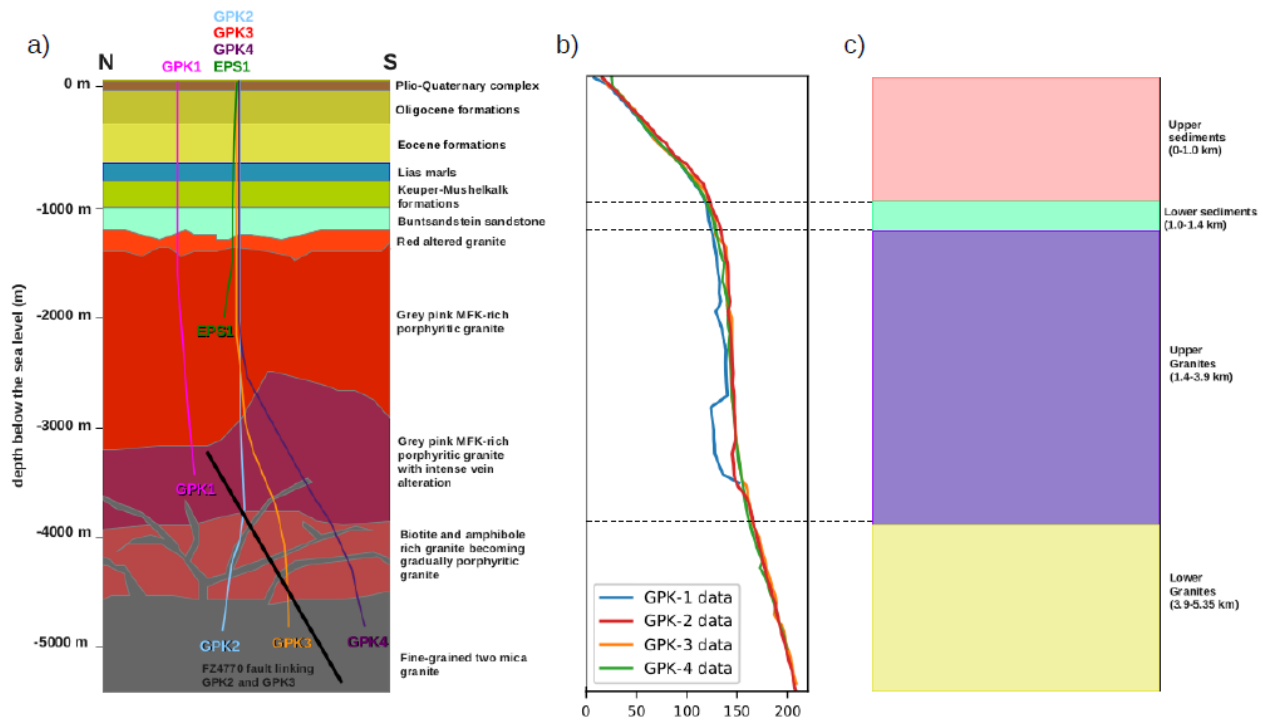 a)
GPK2
GPK3
GPK4
N
GPK1
EPS1
S
depth below the sea level (m)
0 m
-1000 m
-2000 m
-3000 m
-4000 m
-5000 m
EPS1
GPK1
GPK2
GPK3
GPK4
FZ4770 fault linking
GPK2 and GPK3
Plio-Quaternary complex
Oligocene formations
Eocene formations
Lias marls
Keuper-Mushelkalk
formations
Buntsandstein sandstone
Red altered granite
Grey pink MFK-rich
porphyritic granite
Grey pink MFK-rich
porphyritic granite
with intense vein
alteration
Biotite and amphibole
rich granite becoming
gradually porphyritic
granite
Fine-grained two mica
granite
b)
GPK-1 data
GPK-2 data
GPK-3 data
GPK-4 data
0
50
100
150
200
c)
Upper
sediments
(0-1.0 km)
Lower sediments
(1.0-1.4 km)
Upper
Granites
(1.4-3.9 km)
Lower
Granites
(3.9-5.35 km)